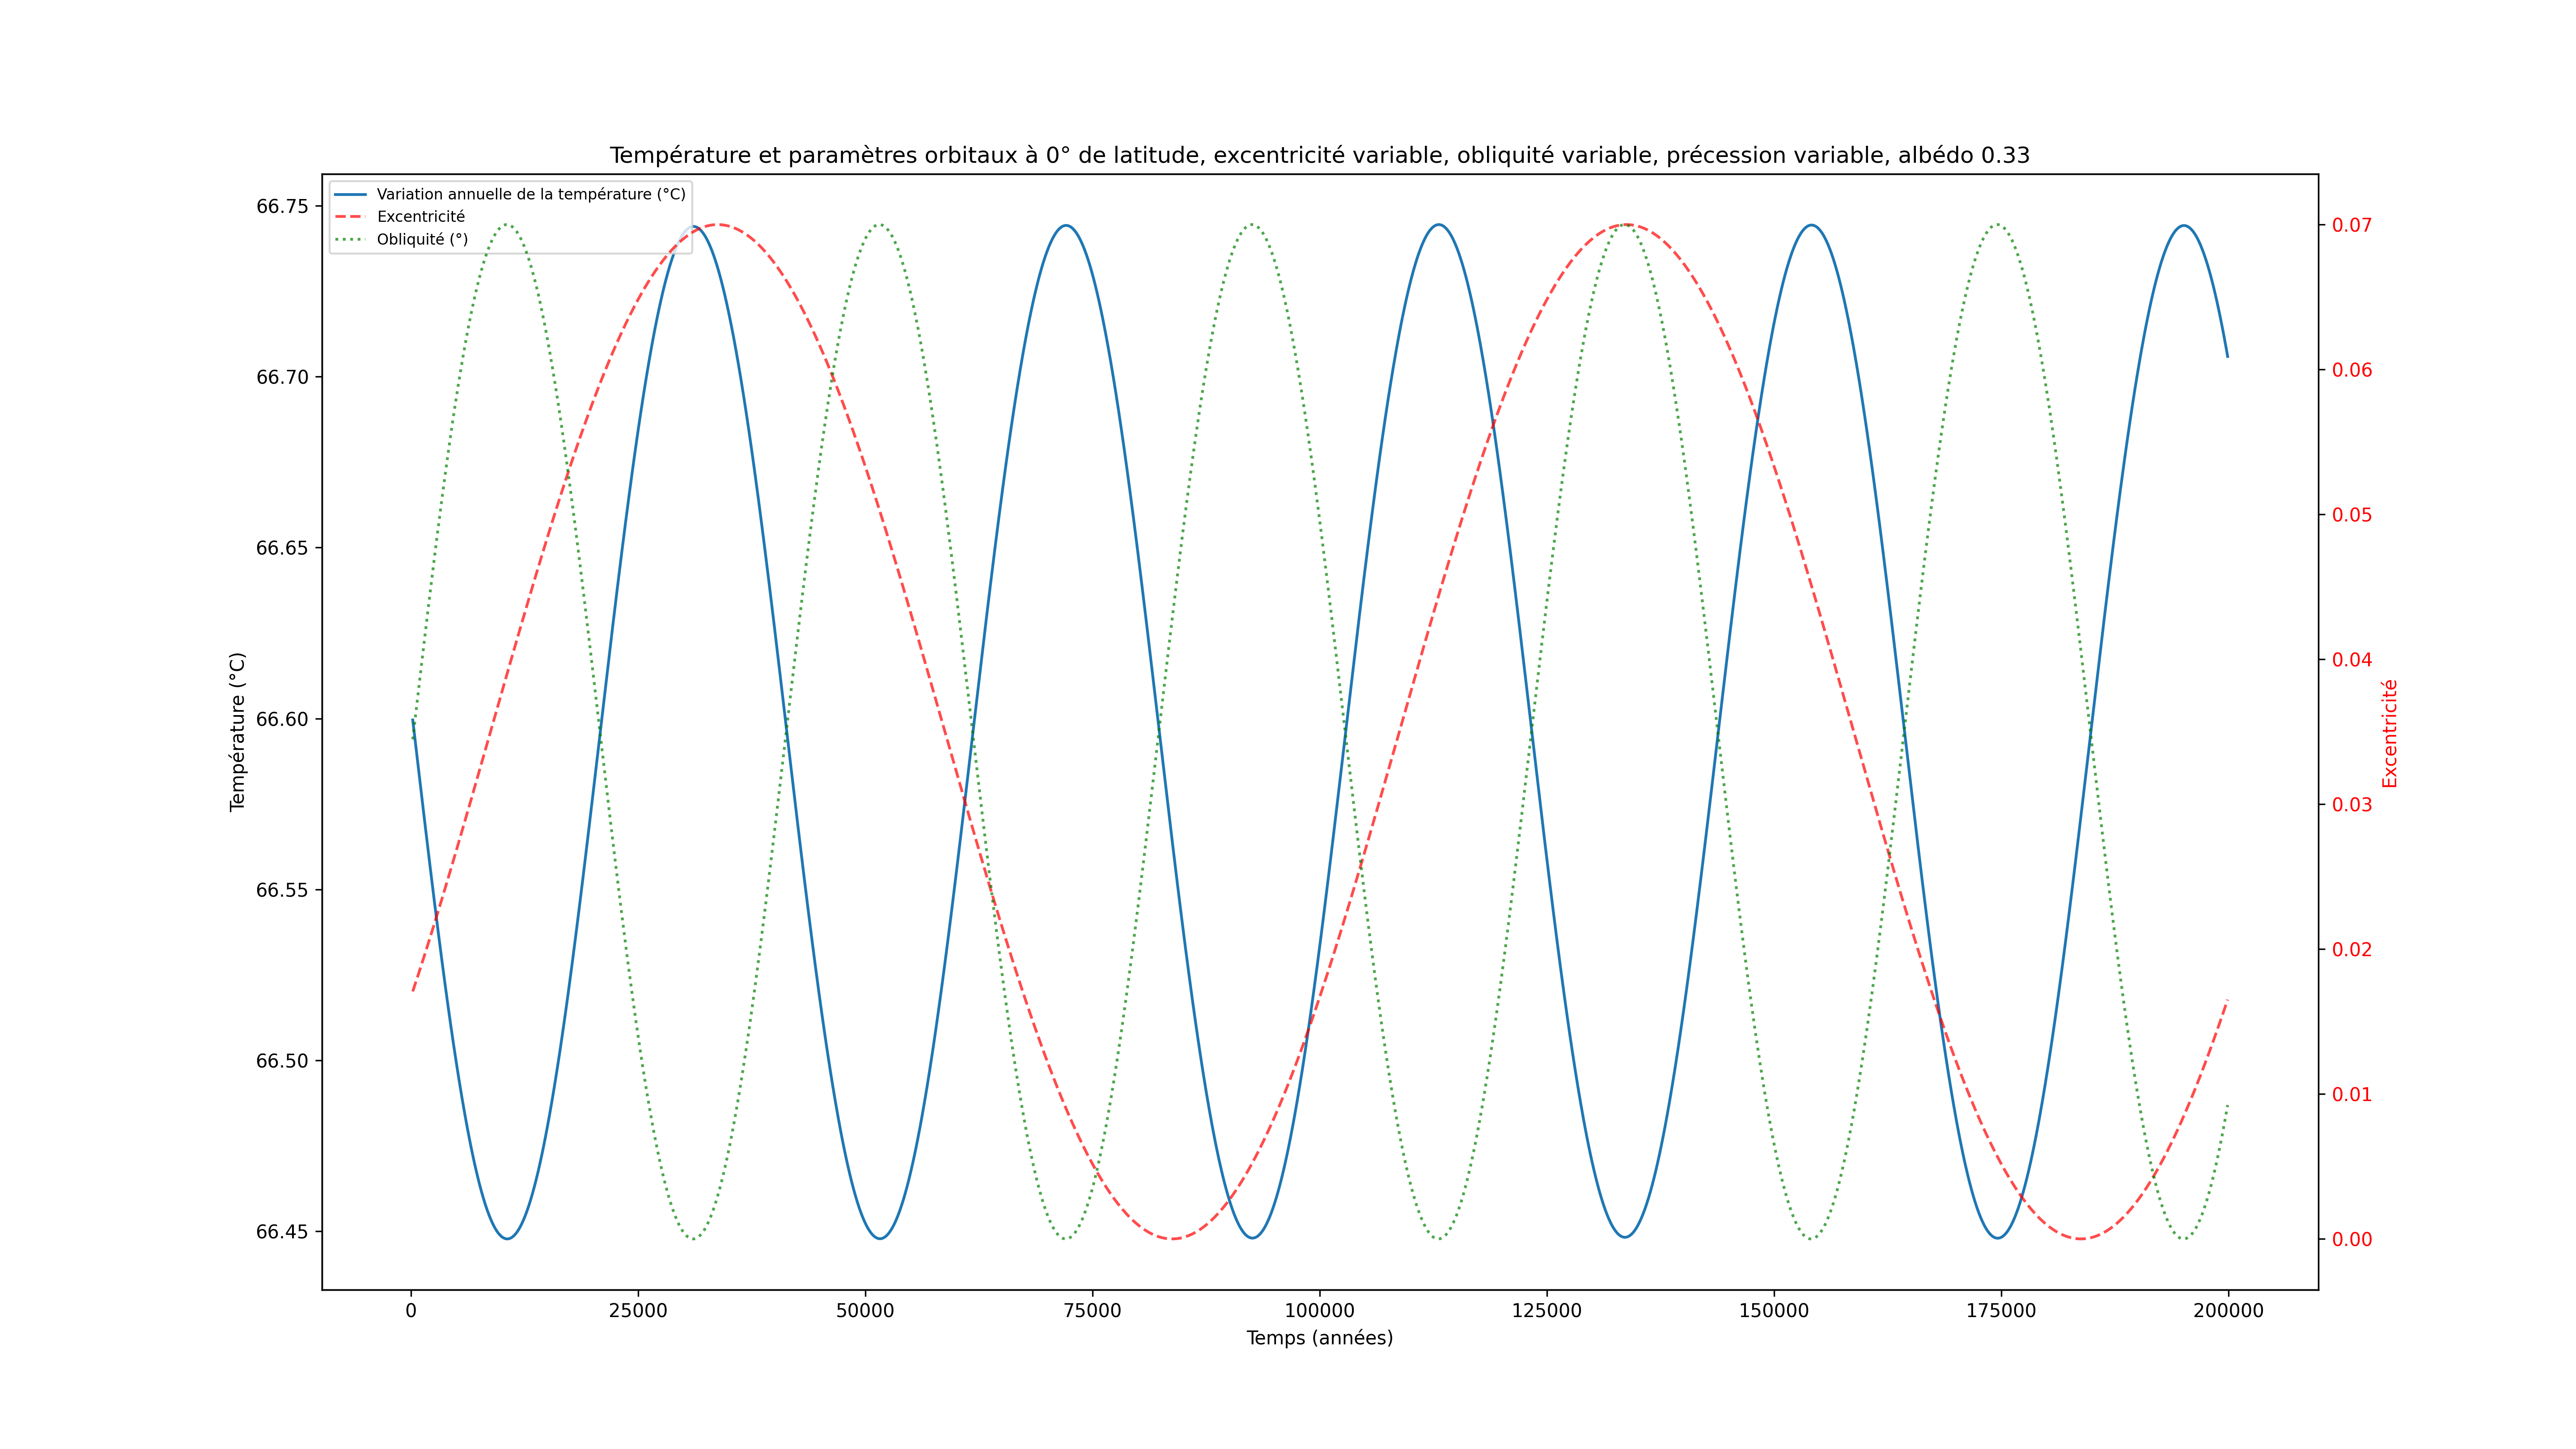 Température et paramètres orbitaux à 0° de latitude, excentricité variable, obliquité variable, précession variable, albédo 0.33
Variation annuelle de la température (°C)
Excentricité
Obliquité (°)
66.75
66.70
66.65
66.60
66.55
66.50
66.45
Température (°C)
0.07
0.06
0.05
0.04
0.03
0.02
0.01
0.00
Excentricité
0 25000 50000 75000 100000 125000 150000 175000 200000
Temps (années)